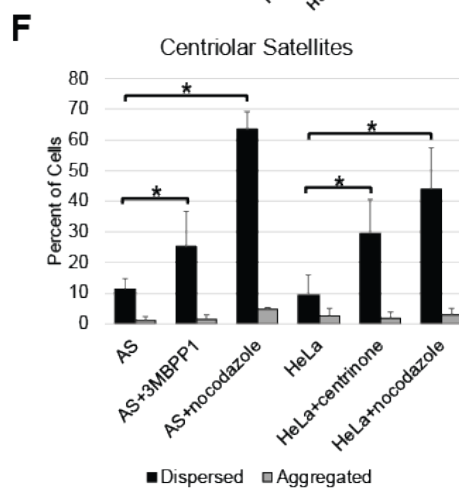 F
Centriolar Satellites
Percent of Cells
80
70
60
50
40
30
20
10
0
*
*
*
*
AS
AS+3MBPP1
AS+nocodazole
HeLa
HeLa+centrinone
HeLa+nocodazole
Dispersed Aggregated